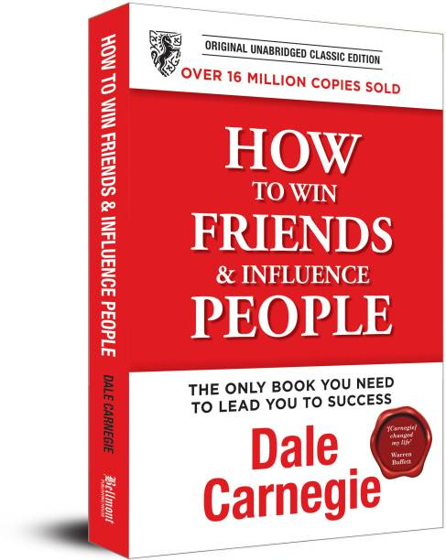 HOW TO WIN FRIENDS & INFLUENCE PEOPLE
DALE CARNEGIE
Bellmont
ORIGINAL UNABRIDGED CLASSIC EDITION
OVER 16 MILLION COPIES SOLD
HOW
TO WIN
FRIENDS
& INFLUENCE
PEOPLE
THE ONLY BOOK YOU NEED
TO LEAD YOU TO SUCCESS
Dale
Carnegie
'[Carnegie]
changed
my life'
Warren
Buffett